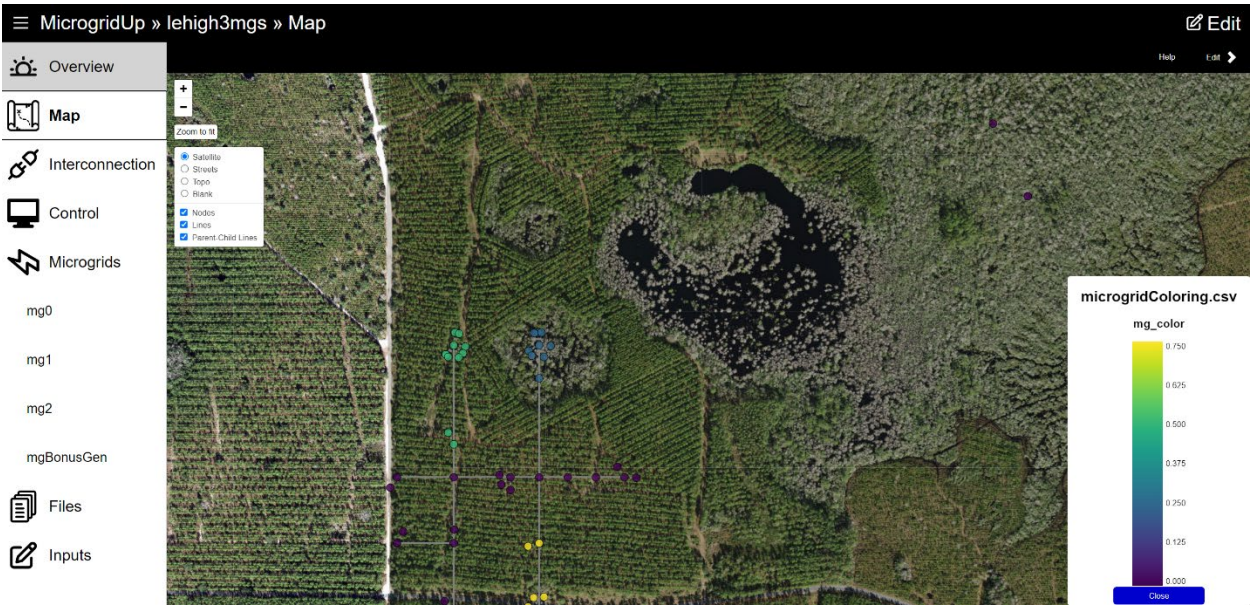 MicrogridUp » lehigh3mgs » Map
Edit
Help
Edit
Overview
Map
Interconnection
Control
Microgrids
mg0
mg1
mg2
mgBonusGen
Files
Inputs
+
−
Zoom to fit
Satellite
Streets
Topo
Blank
Nodes
Lines
Parent-Child Lines
microgridColoring.csv
mg_color
0.750
0.625
0.500
0.375
0.250
0.125
0.000
Close